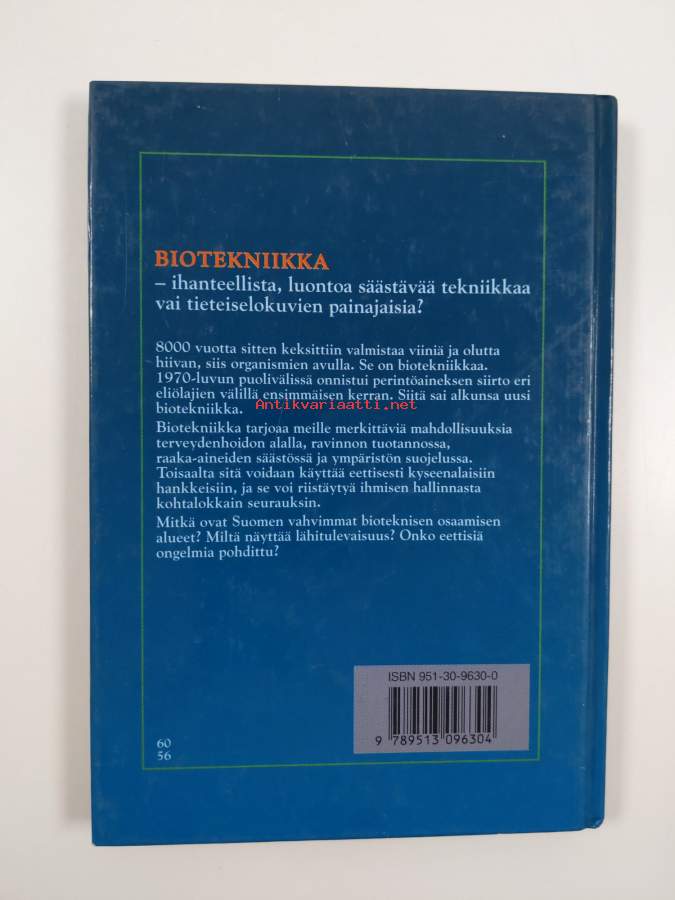 BIOTEKNIIKKA
– ihanteellista, luontoa säästävää tekniikkaa
vai tieteiselokuvien painajaisia?
8000 vuotta sitten keksittiin valmistaa viiniä ja olutta
hiivan, siis organismien avulla. Se on biotekniikkaa.
1970-luvun puolivälissä onnistui perintöaineksen siirto eri
eliölajien välillä ensimmäisen kerran. Siitä sai alkunsa uusi
biotekniikka.
Antikvariaatti.net
Biotekniikka tarjoaa meille merkittäviä mahdollisuuksia
terveydenhoidon alalla, ravinnon tuotannossa,
raaka-aineiden säästössä ja ympäristön suojelussa.
Toisaalta sitä voidaan käyttää eettisesti kyseenalaisiin
hankkeisiin, ja se voi riistäytyä ihmisen hallinnasta
kohtalokkain seurauksin.
Mitkä ovat Suomen vahvimmat bioteknisen osaamisen
alueet? Miltä näyttää lähitulevaisuus? Onko eettisiä
ongelmia pohdittu?
ISBN 951-30-9630-0
9 789513 096304
60
56